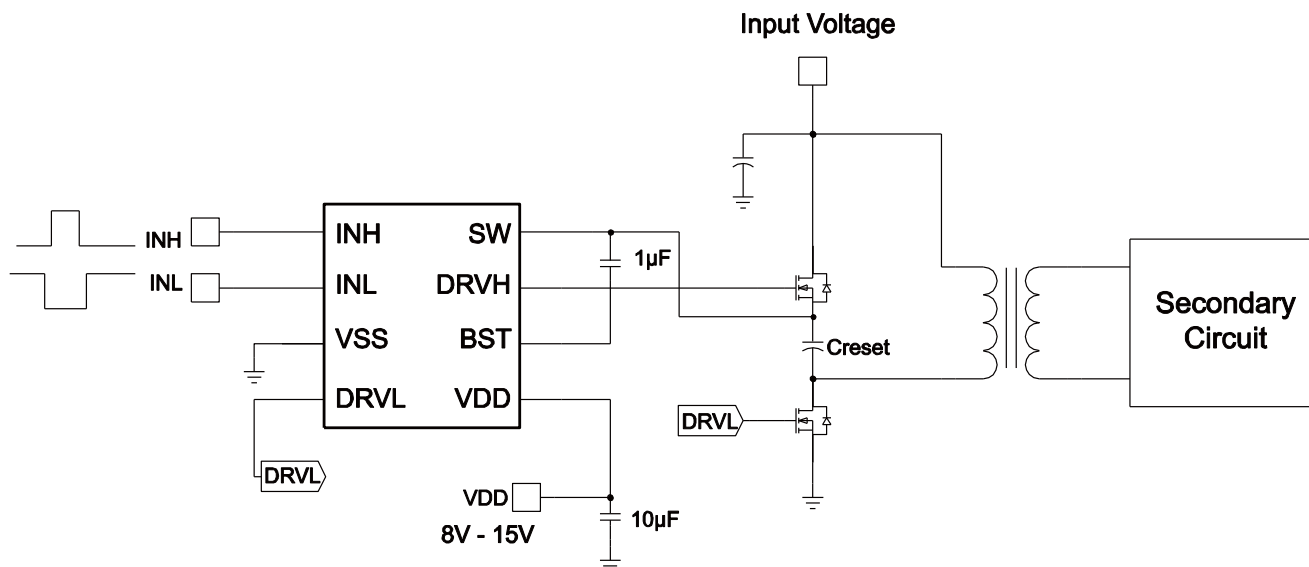 Input Voltage
INH
INL
INH
INL
VSS
DRVL
SW
DRVH
BST
VDD
1µF
Creset
DRVL
DRVL
VDD
8V - 15V
10µF
Secondary
Circuit